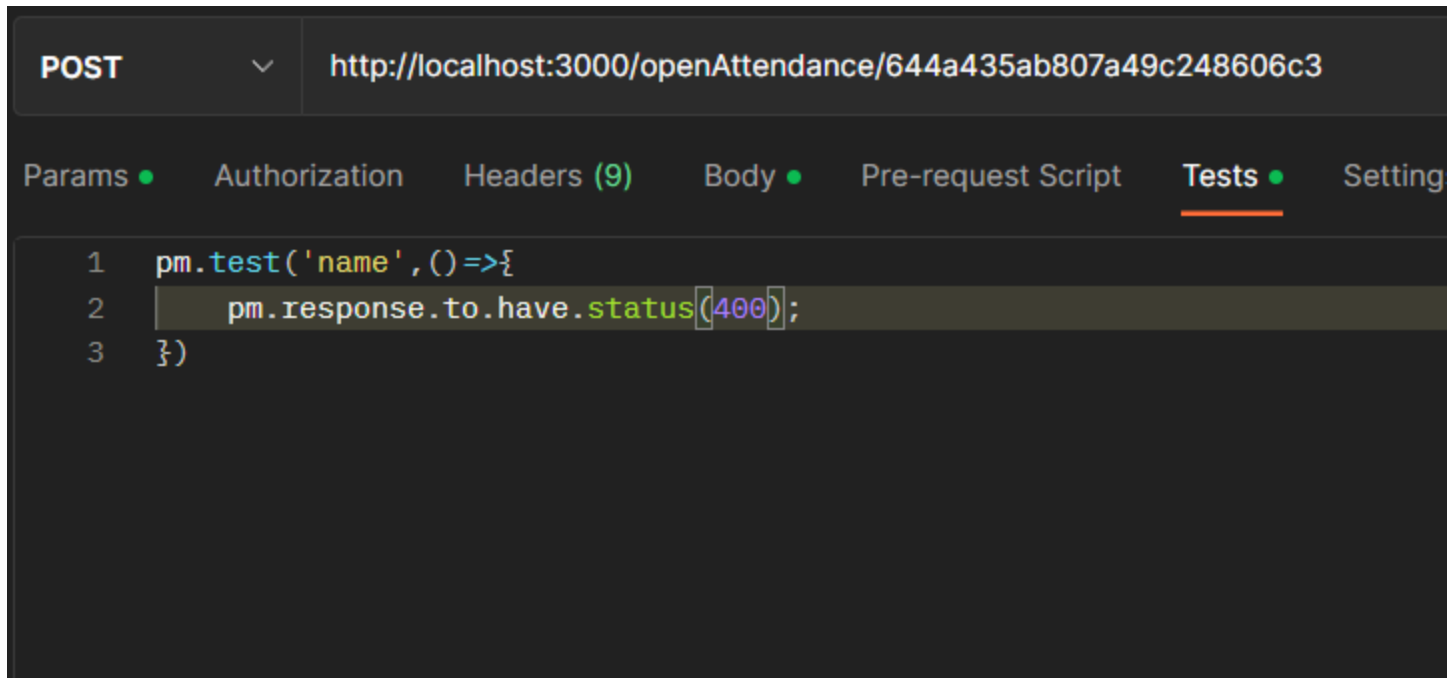 POST http://localhost:3000/openAttendance/644a435ab807a49c248606c3
Params Authorization Headers (9) Body Pre-request Script Tests Setting
1 pm.test('name',()=>{
2 pm.response.to.have.status(400);
3 })